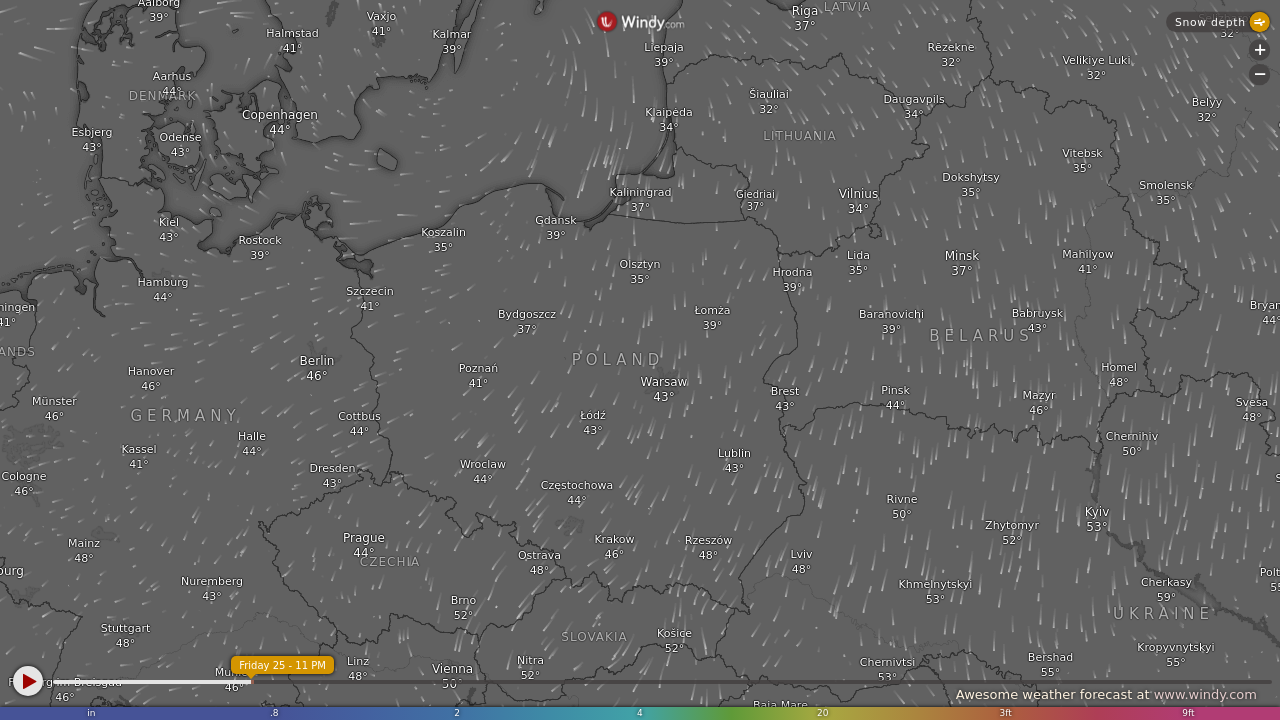 Aalborg
39°
Vaxjo
41°
Riga
37°
LATVIA
Windy.com
Snow depth
32°
Halmstad
41°
Kalmar
39°
Liepaja
39°
Rēzekne
32°
Velikiye Luki
32°
+
−
Aarhus
44°
DENMARK
Copenhagen
44°
Klaipėda
34°
Šiauliai
32°
Daugavpils
34°
Belyy
32°
Esbjerg
43°
Odense
43°
LITHUANIA
Vitebsk
35°
Dokshytsy
35°
Smolensk
35°
Kaliningrad
37°
Giedriai
37°
Vilnius
34°
Kiel
43°
Rostock
39°
Koszalin
35°
Gdansk
39°
Olsztyn
35°
Hrodna
39°
Lida
35°
Minsk
37°
Mahilyow
41°
Hamburg
44°
Szczecin
41°
ningen
41°
Bydgoszcz
37°
Łomża
39°
Baranovichi
39°
Babruysk
43°
Bryan
44°
BELARUS
ANDS
Hanover
46°
Berlin
46°
Poznań
41°
POLAND
Warsaw
43°
Brest
43°
Pinsk
44°
Mazyr
46°
Homel
48°
Münster
46°
GERMANY
Cottbus
44°
Łódź
43°
Svesa
48°
Kassel
41°
Halle
44°
Chernihiv
50°
Cologne
46°
Dresden
43°
Wroclaw
44°
Częstochowa
44°
Lublin
43°
Rivne
50°
Zhytomyr
52°
Kyiv
53°
Mainz
48°
Prague
44°
CZECHIA
Ostrava
48°
Krakow
46°
Rzeszow
48°
Lviv
48°
Khmelnytskyi
53°
Cherkasy
59°
Nuremberg
43°
Brno
52°
UKRAINE
Stuttgart
48°
SLOVAKIA
Košice
52°
Linz
48°
Vienna
50°
Nitra
52°
Chernivtsi
53°
Bershad
55°
Kropyvnytskyi
55°
Friday 25 - 11 PM
46°
46°
Baia Mare
Awesome weather forecast at www.windy.com
in
.8
2
4
20
3ft
9ft